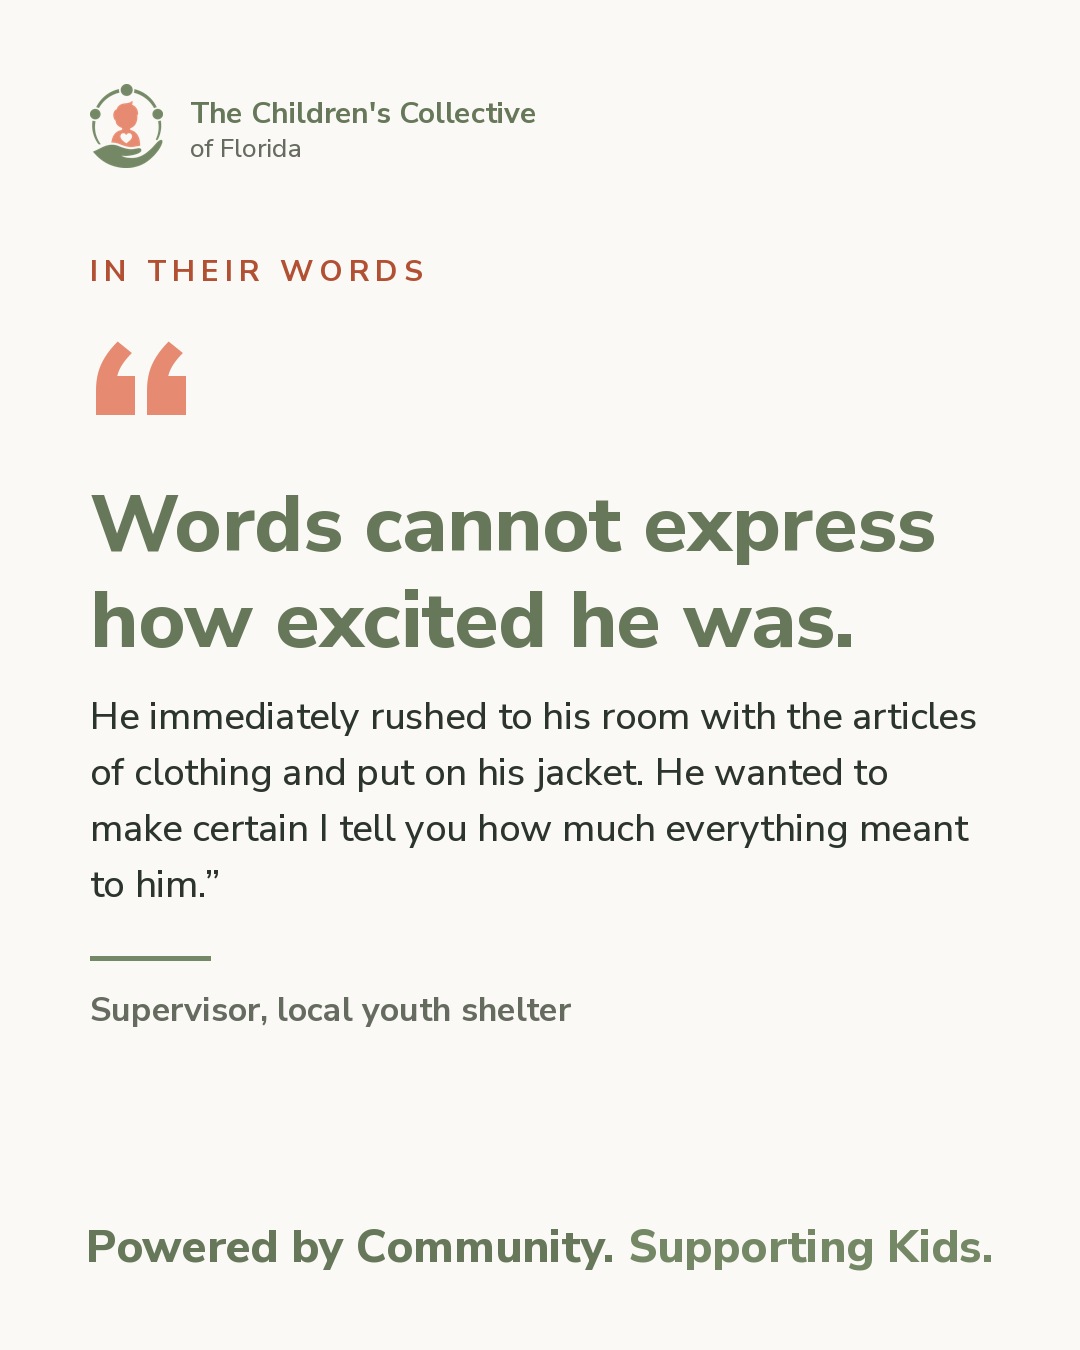 The Children's Collective
of Florida
IN THEIR WORDS
“
Words cannot express
how excited he was.
He immediately rushed to his room with the articles
of clothing and put on his jacket. He wanted to
make certain I tell you how much everything meant
to him.”
Supervisor, local youth shelter
Powered by Community. Supporting Kids.